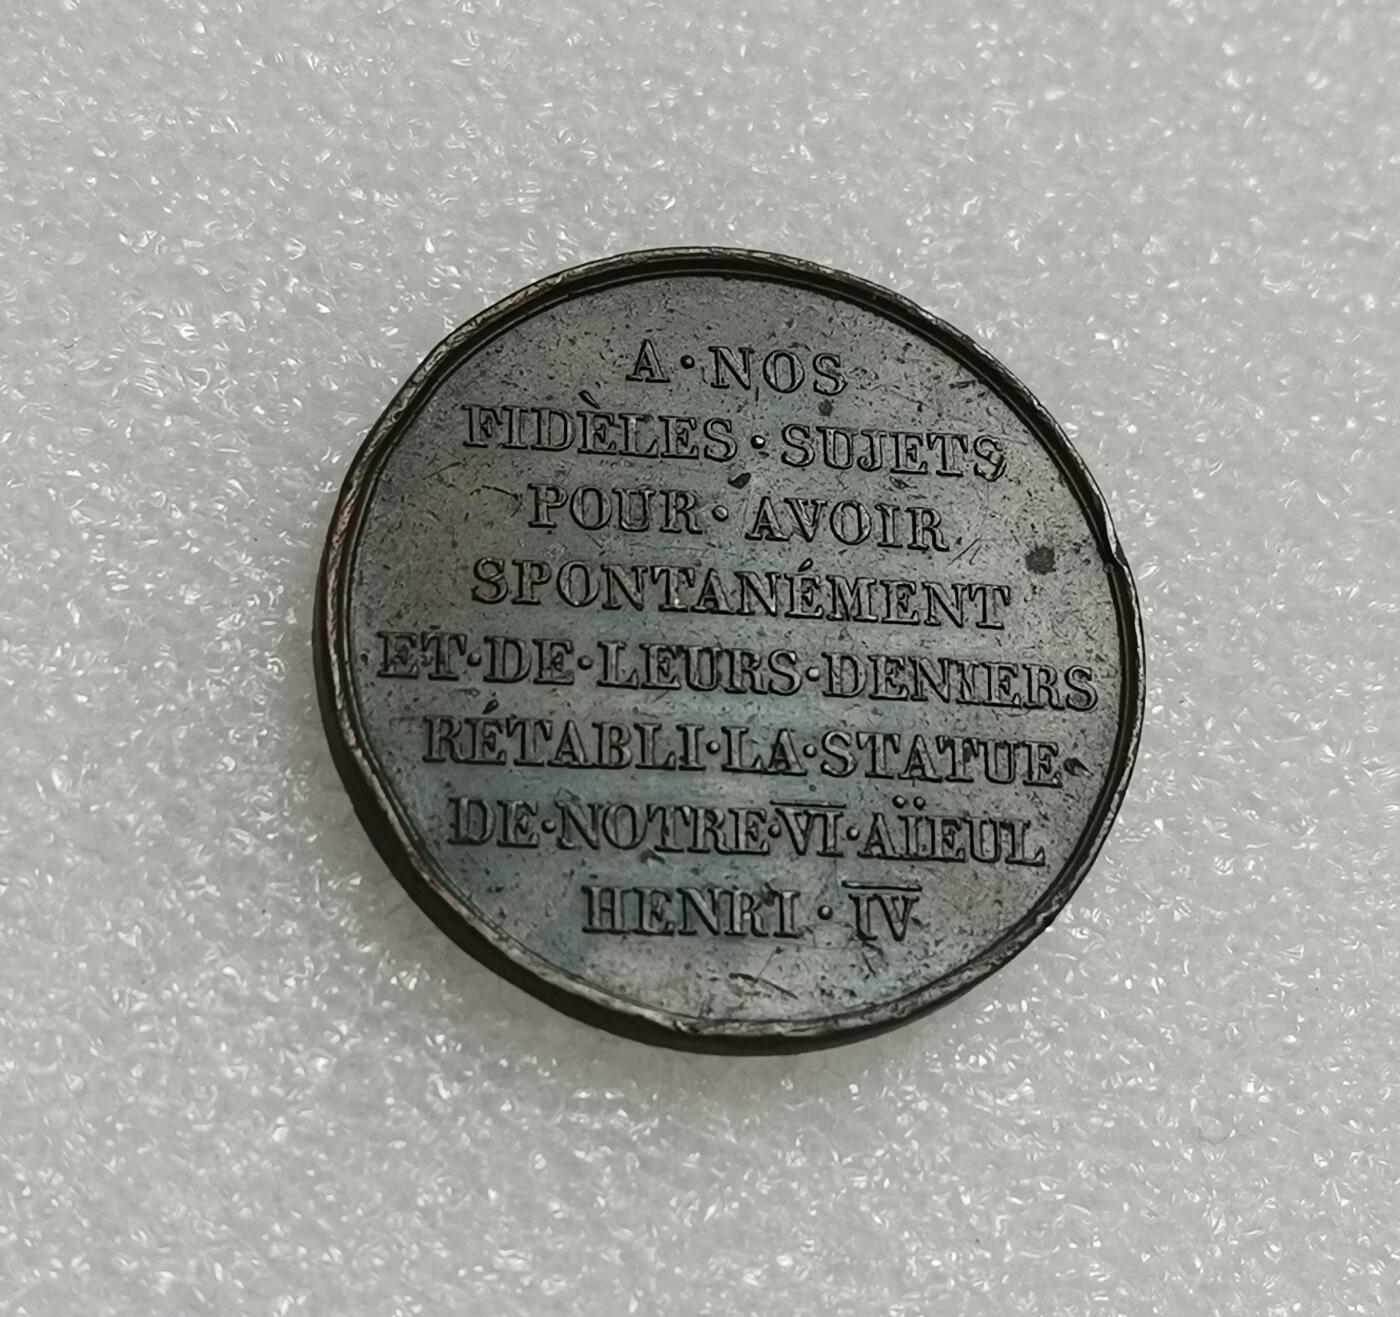 A·NOS
FIDÈLES·SUJETS
POUR·AVOIR
SPONTANÉMENT
ET·DE·LEURS·DENIERS
RÉTABLI·LA·STATUE·
DE·NOTRE·VI·AÏEUL
HENRI·IV